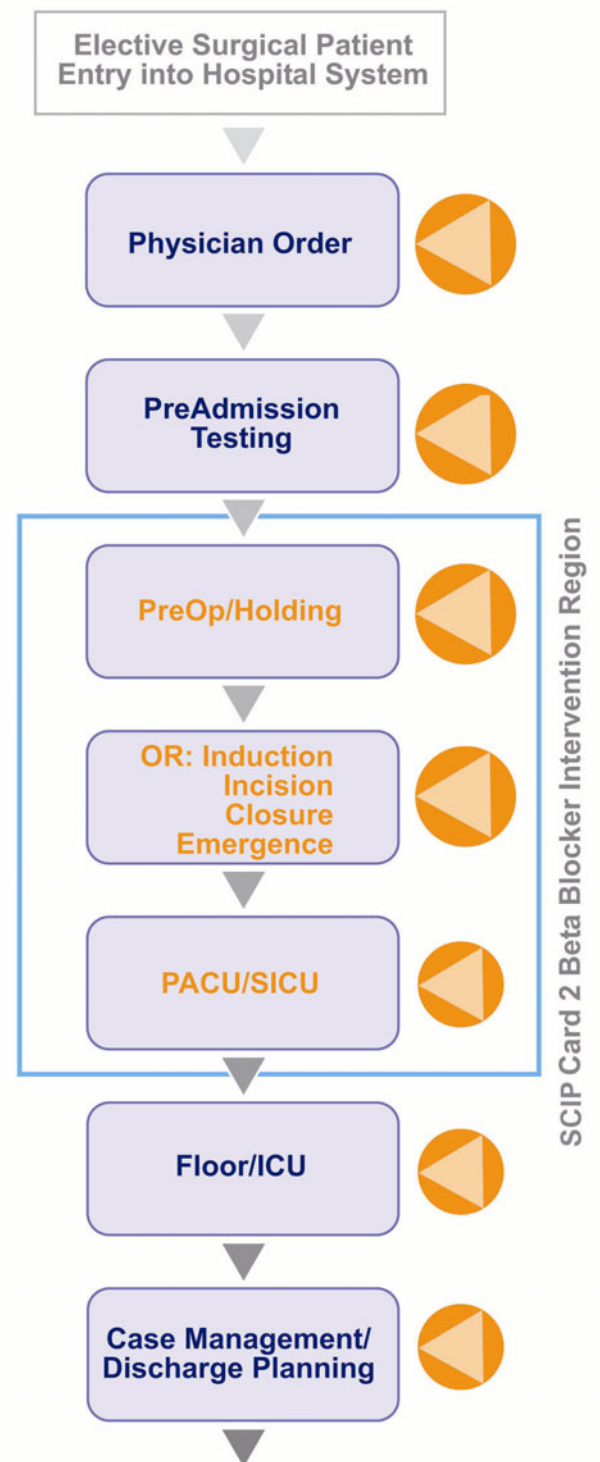 Elective Surgical Patient
Entry into Hospital System
Physician Order
PreAdmission
Testing
PreOp/Holding
OR: Induction
Incision
Closure
Emergence
PACU/SICU
SCIP Card 2 Beta Blocker Intervention Region
Floor/ICU
Case Management/
Discharge Planning